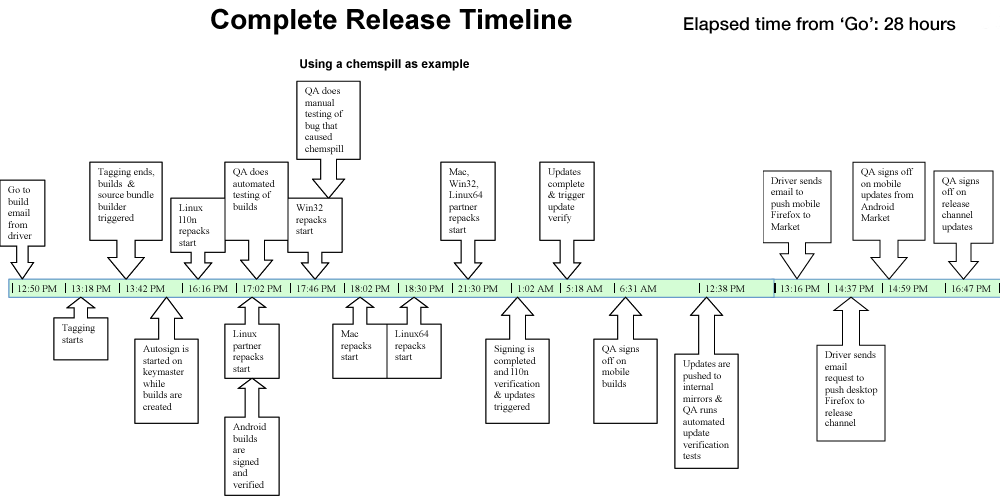 Complete Release Timeline
Elapsed time from ‘Go’: 28 hours
Using a chemspill as example
QA does
manual
testing of
bug that
caused
chemspill
Go to
build
email
from
driver
Tagging ends,
builds &
source bundle
builder
triggered
Linux
l10n
repacks
start
QA does
automated
testing of
builds
Win32
repacks
start
Mac,
Win32,
Linux64
partner
repacks
start
Updates
complete
& trigger
update
verify
Driver sends
email to
push mobile
Firefox to
Market
QA signs off
on mobile
updates from
Android
Market
QA signs
off on
release
channel
updates
12:50 PM 13:18 PM 13:42 PM 16:16 PM 17:02 PM 17:46 PM 18:02 PM 18:30 PM 21:30 PM 1:02 AM 5:18 AM 6:31 AM 12:38 PM 13:16 PM 14:37 PM 14:59 PM 16:47 PM
Tagging
starts
Autosign is
started on
keymaster
while
builds are
created
Linux
partner
repacks
start
Android
builds
are
signed
and
verified
Mac
repacks
start
Linux64
repacks
start
Signing is
completed
and l10n
verification
& updates
triggered
QA signs
off on
mobile
builds
Updates are
pushed to
internal
mirrors &
QA runs
automated
update
verification
tests
Driver sends
email
request to
push desktop
Firefox to
release
channel